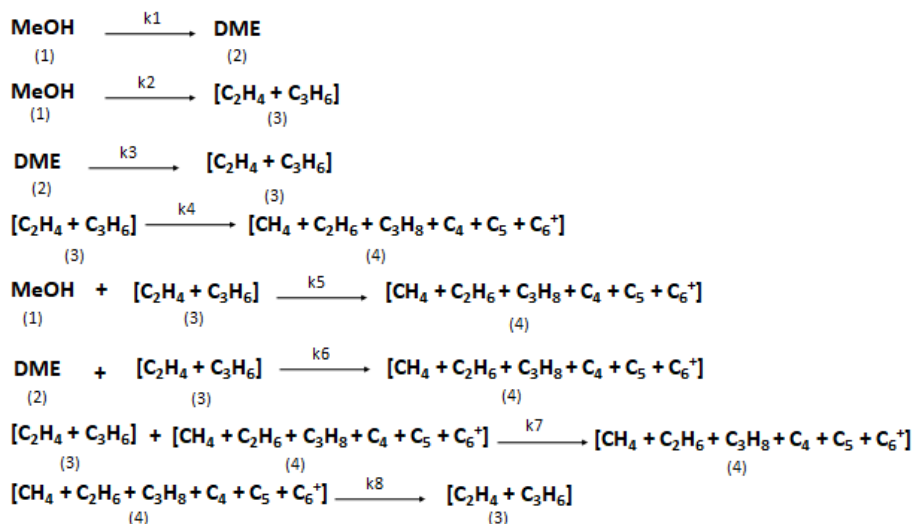 MeOH k1 DME
(1) (2)
MeOH k2 [C₂H₄ + C₃H₆]
(1) (3)
DME k3 [C₂H₄ + C₃H₆]
(2) (3)
[C₂H₄ + C₃H₆] k4 [CH₄ + C₂H₆ + C₃H₈ + C₄ + C₅ + C₆⁺]
(3) (4)
MeOH + [C₂H₄ + C₃H₆] k5 [CH₄ + C₂H₆ + C₃H₈ + C₄ + C₅ + C₆⁺]
(1) (3) (4)
DME + [C₂H₄ + C₃H₆] k6 [CH₄ + C₂H₆ + C₃H₈ + C₄ + C₅ + C₆⁺]
(2) (3) (4)
[C₂H₄ + C₃H₆] + [CH₄ + C₂H₆ + C₃H₈ + C₄ + C₅ + C₆⁺] k7 [CH₄ + C₂H₆ + C₃H₈ + C₄ + C₅ + C₆⁺]
(3) (4) (4)
[CH₄ + C₂H₆ + C₃H₈ + C₄ + C₅ + C₆⁺] k8 [C₂H₄ + C₃H₆]
(4) (3)